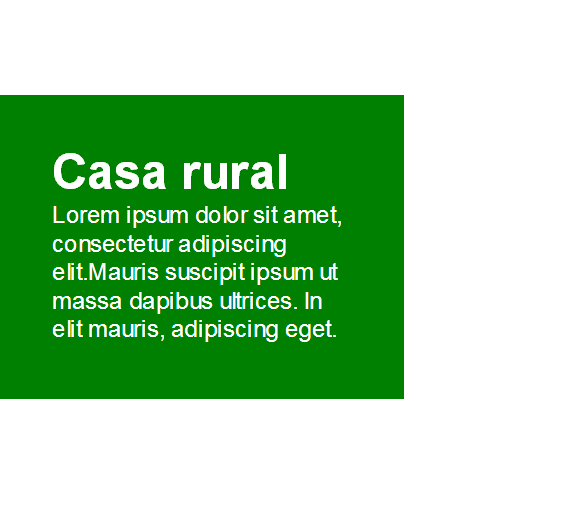 Casa rural
Lorem ipsum dolor sit amet,
consectetur adipiscing
elit.Mauris suscipit ipsum ut
massa dapibus ultrices. In
elit mauris, adipiscing eget.